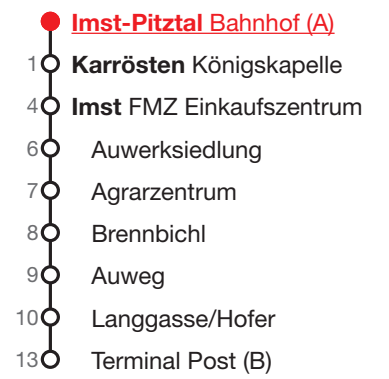 Imst-Pitztal Bahnhof (A)
1 Karrösten Königskapelle
4 Imst FMZ Einkaufszentrum
6 Auwerksiedlung
7 Agrarzentrum
8 Brennbichl
9 Auweg
10 Langgasse/Hofer
13 Terminal Post (B)